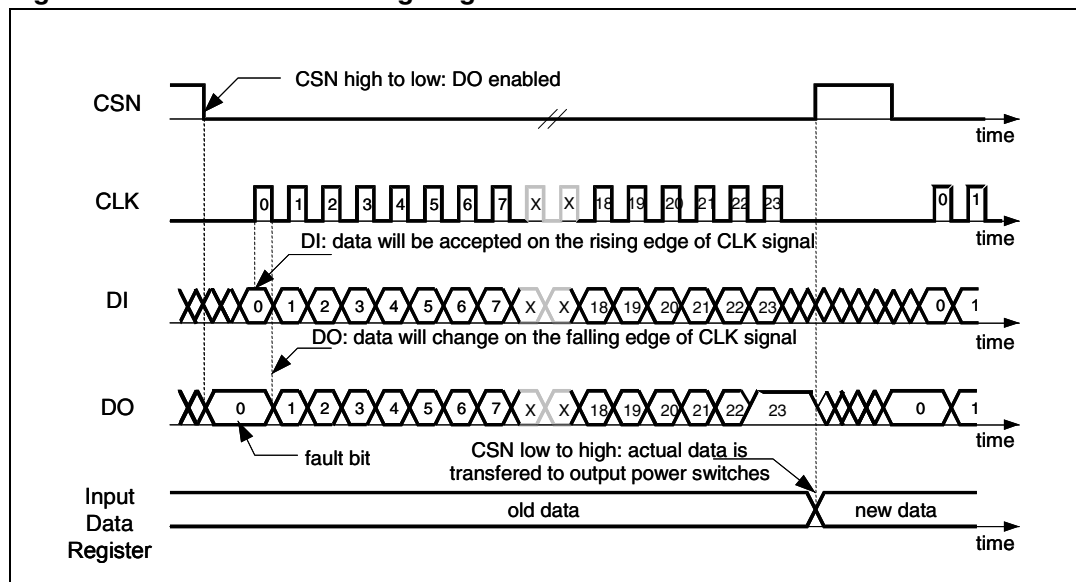 CSN high to low: DO enabled
CSN
time
CLK
0 1 2 3 4 5 6 7 X X 18 19 20 21 22 23 0 1
time
DI: data will be accepted on the rising edge of CLK signal
DI
0 1 2 3 4 5 6 7 X X 18 19 20 21 22 23 0 1
time
DO: data will change on the falling edge of CLK signal
DO
0 1 2 3 4 5 6 7 X X 18 19 20 21 22 23 0 1
time
fault bit
CSN low to high: actual data is
transfered to output power switches
Input
Data
Register
old data
new data
time